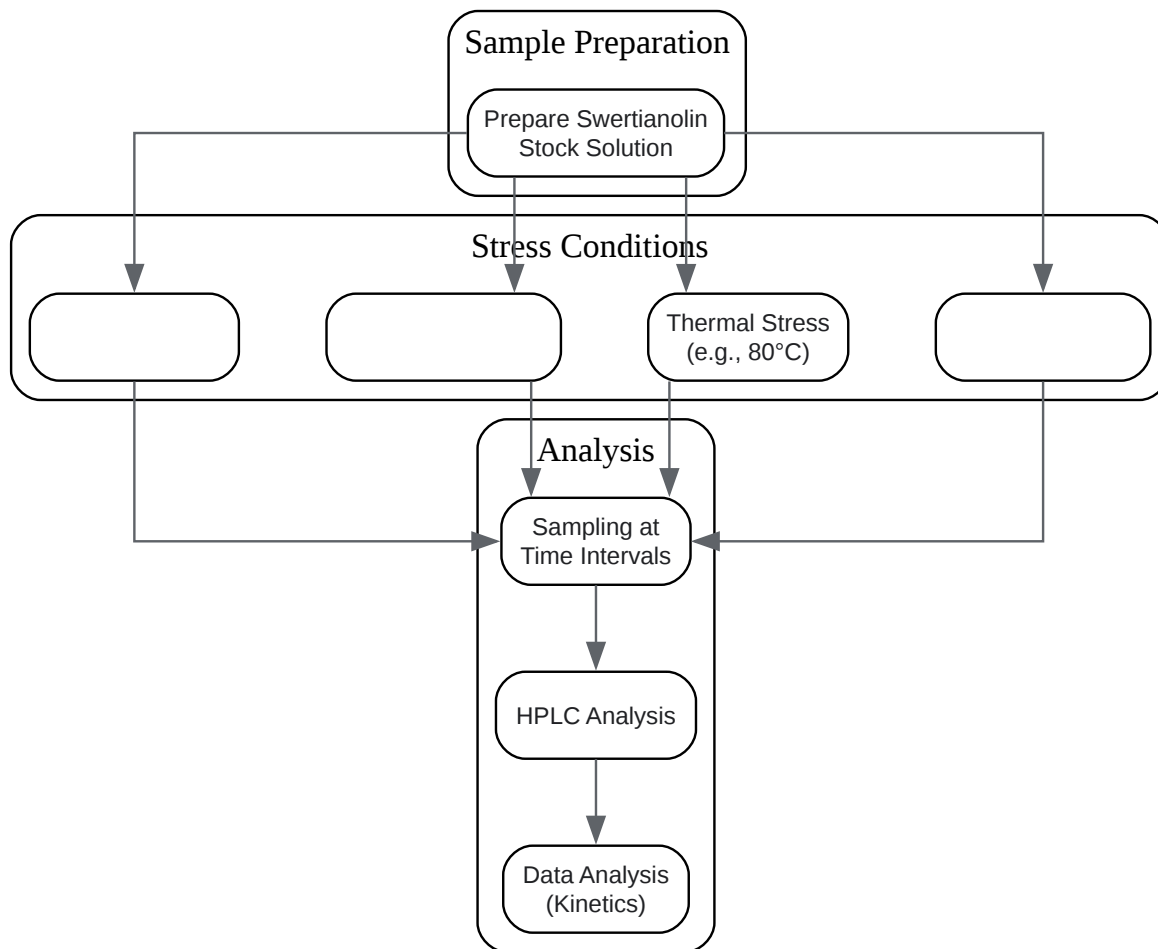 Sample Preparation
Prepare Swertianolin
Stock Solution
Stress Conditions
Thermal Stress
(e.g., 80°C)
Analysis
Sampling at
Time Intervals
HPLC Analysis
Data Analysis
(Kinetics)